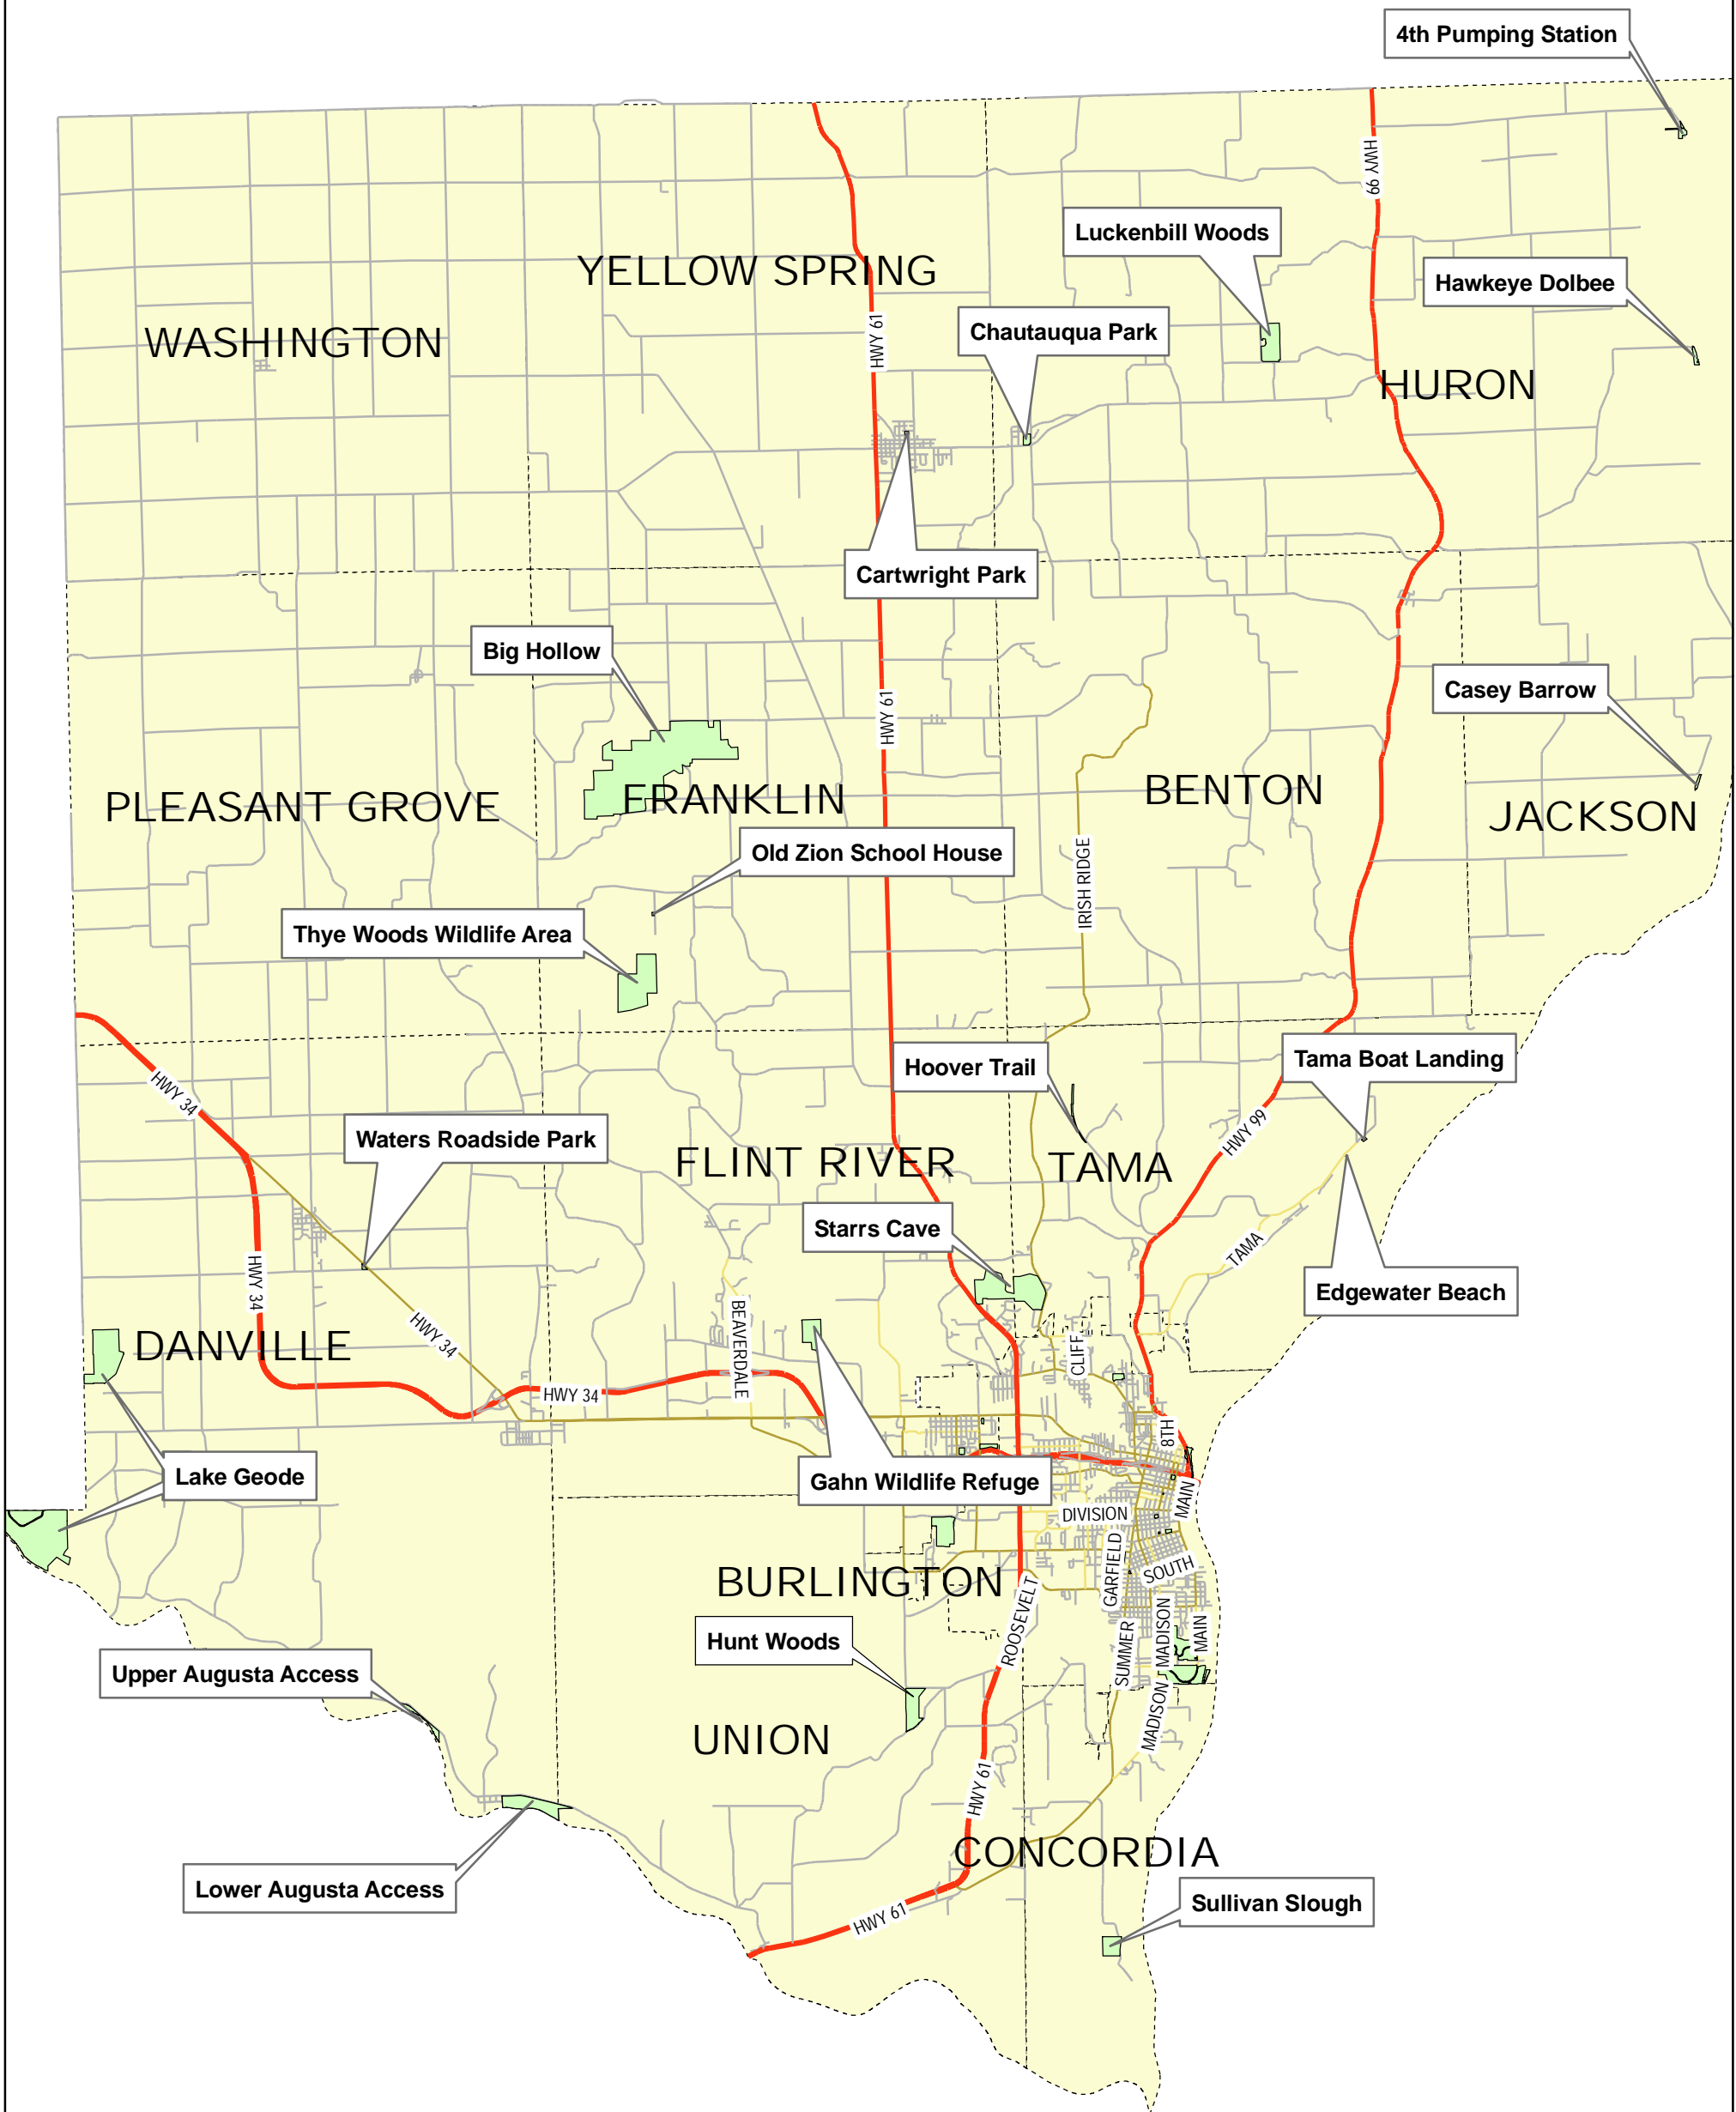 4th Pumping Station
HWY 99
Luckenbill Woods
YELLOW SPRING
Hawkeye Dolbee
WASHINGTON
HWY 61
Chautauqua Park
HURON
Cartwright Park
Big Hollow
Casey Barrow
HWY 61
PLEASANT GROVE
FRANKLIN
BENTON
JACKSON
Old Zion School House
IRISH RIDGE
Thye Woods Wildlife Area
Hoover Trail
Tama Boat Landing
HWY 34
Waters Roadside Park
HWY 99
FLINT RIVER
TAMA
Starrs Cave
TAMA
HWY 34
Edgewater Beach
DANVILLE
HWY 34
BEAVERDALE
CLIFF
HWY 34
8TH
Lake Geode
Gahn Wildlife Refuge
MAIN
DIVISION
GARFIELD
SOUTH
BURLINGTON
ROOSEVELT
Hunt Woods
MADISON
MAIN
SUMMER
Upper Augusta Access
MADISON
UNION
HWY 61
CONCORDIA
Lower Augusta Access
Sullivan Slough
HWY 61